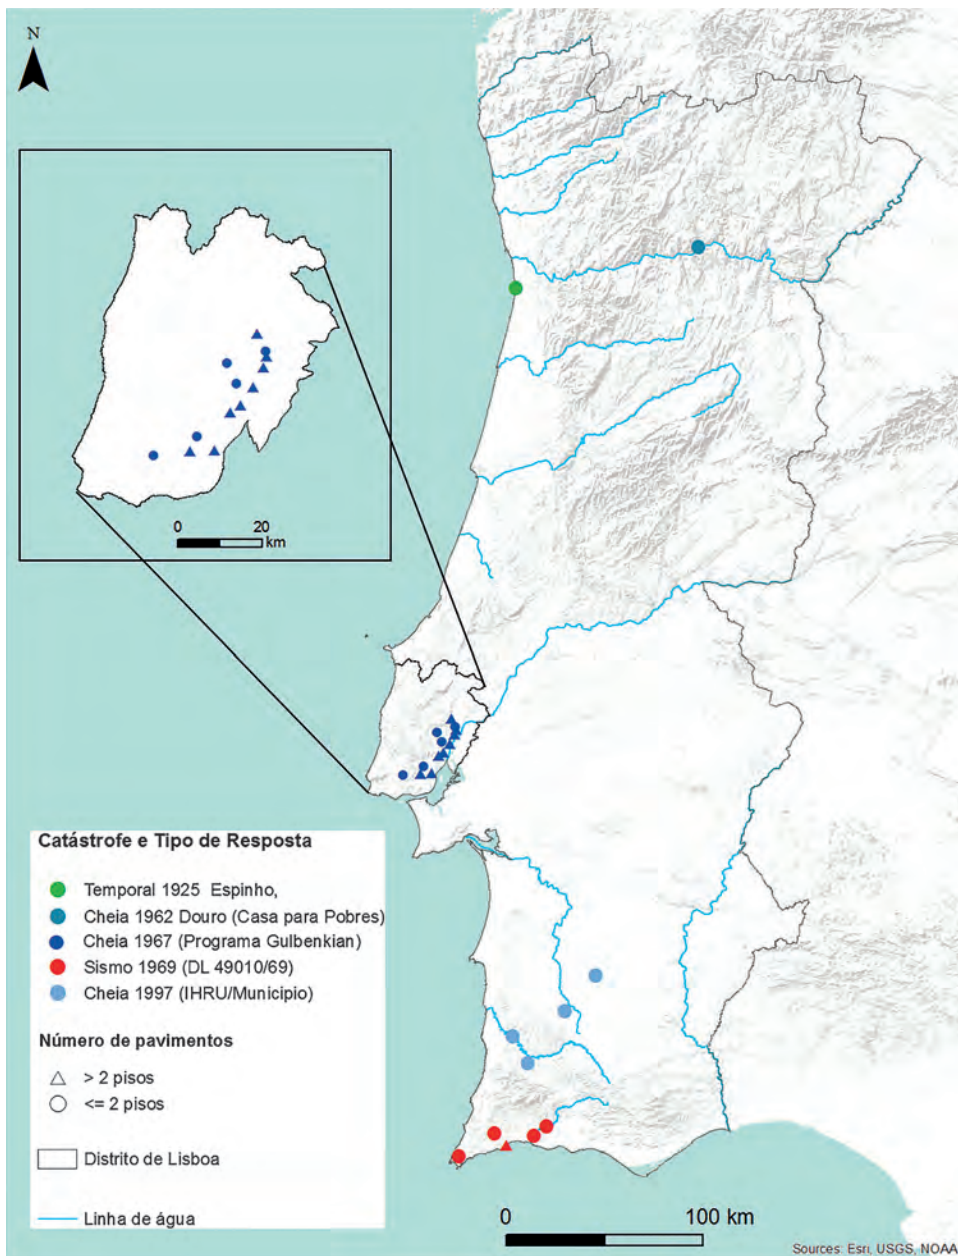 N
0 20
km
Catástrofe e Tipo de Resposta
Temporal 1925 Espinho,
Cheia 1962 Douro (Casa para Pobres)
Cheia 1967 (Programa Gulbenkian)
Sismo 1969 (DL 49010/69)
Cheia 1997 (IHRU/Municipio)
Número de pavimentos
> 2 pisos
<= 2 pisos
Distrito de Lisboa
Linha de água
0 100 km
Sources: Esri, USGS, NOAA